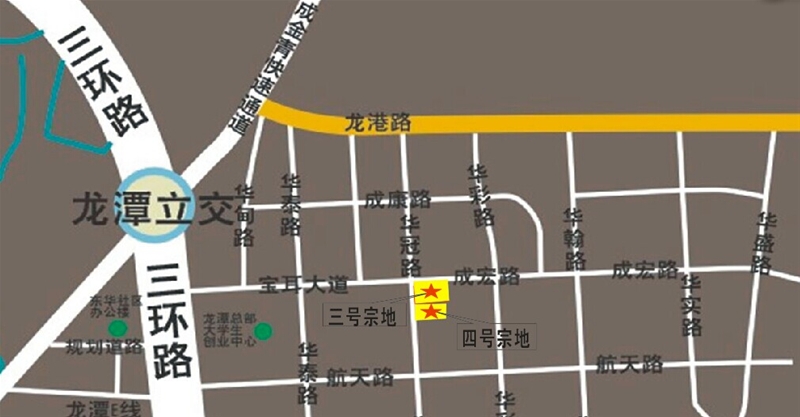 三环路
成金青快速通道
龙港路
龙潭立交
华甸路
华泰路
成康路
华冠路
华彩路
华翰路
华盛路
三环路
宝耳大道
成宏路
成宏路
华实路
东华社区
办公楼
龙潭总部
大学生
创业中心
三号宗地
四号宗地
规划道路
华泰路
航天路
航天路
华彩
龙潭E线